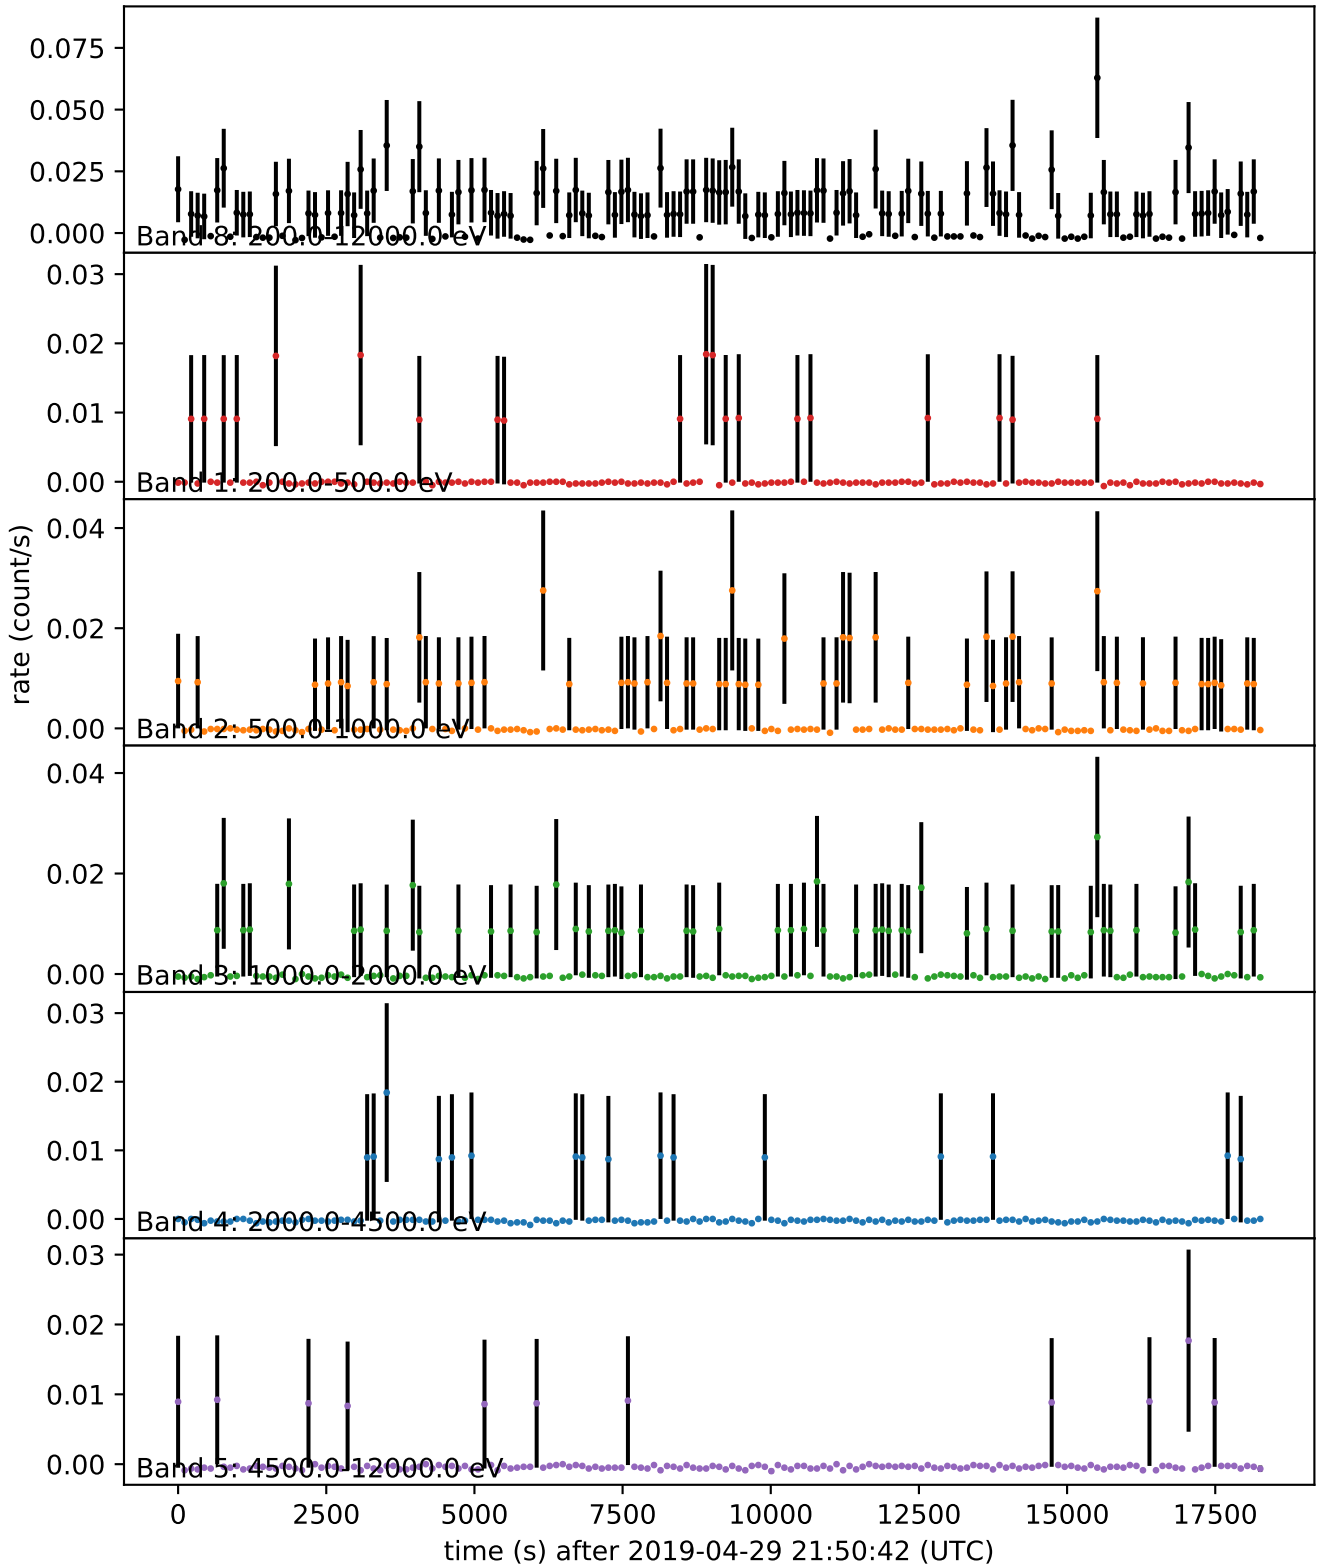 0.075
0.050
0.025
0.000
Band 8: 200.0-12000.0 eV
0.03
0.02
0.01
0.00
Band 1: 200.0-500.0 eV
0.04
0.02
0.00
Band 2: 500.0-1000.0 eV
rate (count/s)
0.04
0.02
0.00
Band 3: 1000.0-2000.0 eV
0.03
0.02
0.01
0.00
Band 4: 2000.0-4500.0 eV
0.03
0.02
0.01
0.00
Band 5: 4500.0-12000.0 eV
0 2500 5000 7500 10000 12500 15000 17500
time (s) after 2019-04-29 21:50:42 (UTC)